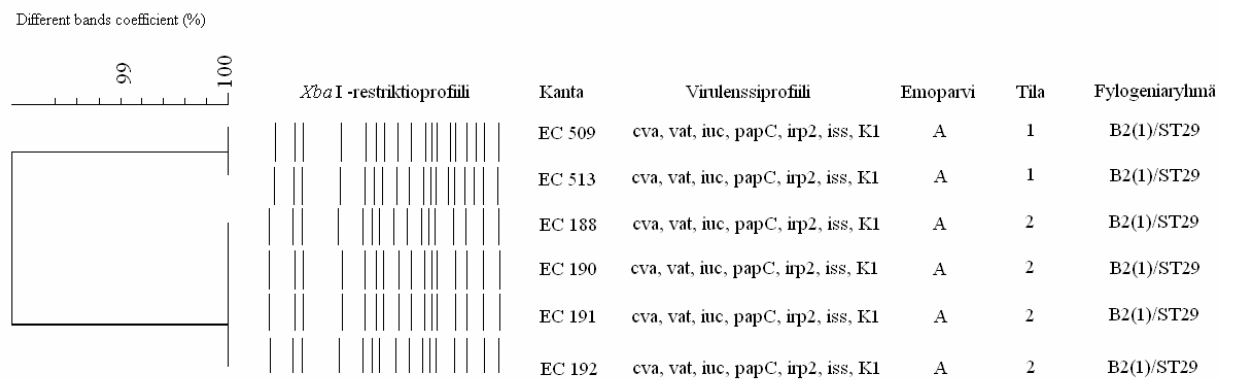 Different bands coefficient (%)
99 100
Xba I -restriktioprofiili Kanta Virulenssiprofiili Emoparvi Tila Fylogeniaryhmä
EC 509 cva, vat, iuc, papC, irp2, iss, K1 A 1 B2(1)/ST29
EC 513 cva, vat, iuc, papC, irp2, iss, K1 A 1 B2(1)/ST29
EC 188 cva, vat, iuc, papC, irp2, iss, K1 A 2 B2(1)/ST29
EC 190 cva, vat, iuc, papC, irp2, iss, K1 A 2 B2(1)/ST29
EC 191 cva, vat, iuc, papC, irp2, iss, K1 A 2 B2(1)/ST29
EC 192 cva, vat, iuc, papC, irp2, iss, K1 A 2 B2(1)/ST29